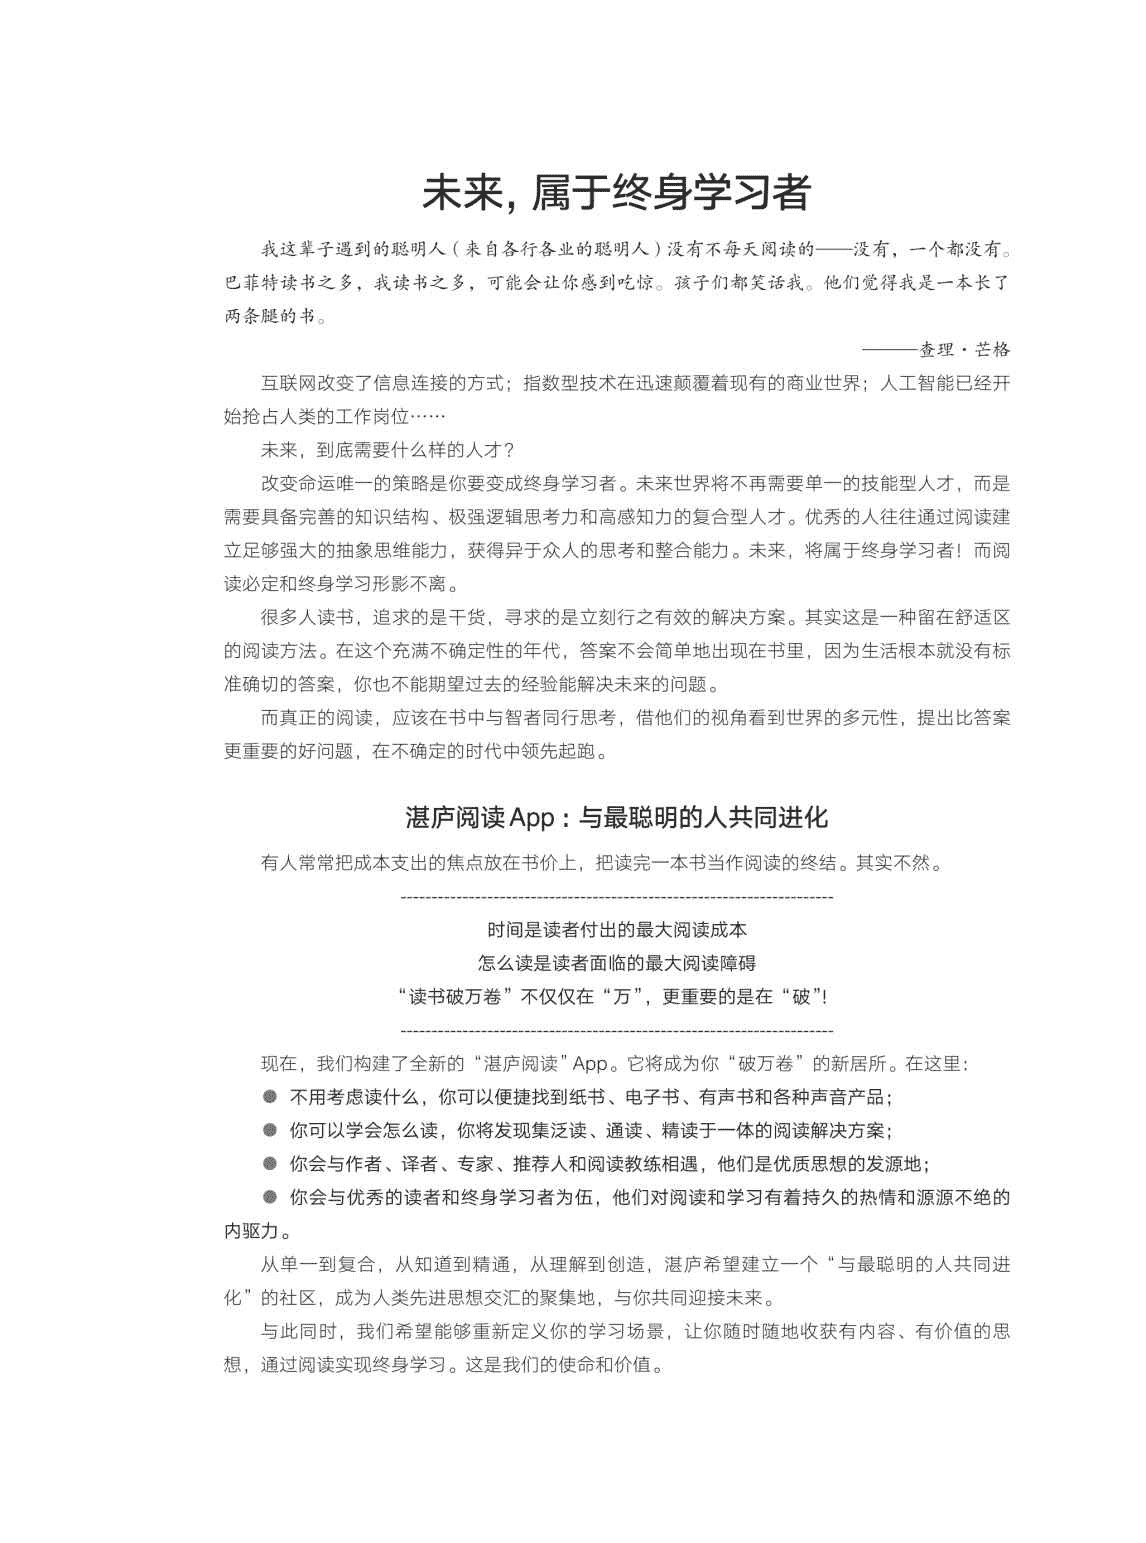 未来，属于终身学习者
我这辈子遇到的聪明人（来自各行各业的聪明人）没有不每天阅读的——没有，一个都没有。
巴菲特读书之多，我读书之多，可能会让你感到吃惊。孩子们都笑话我。他们觉得我是一本长了
两条腿的书。
———查理·芒格
互联网改变了信息连接的方式；指数型技术在迅速颠覆着现有的商业世界；人工智能已经开
始抢占人类的工作岗位……
未来，到底需要什么样的人才？
改变命运唯一的策略是你要变成终身学习者。未来世界将不再需要单一的技能型人才，而是
需要具备完善的知识结构、极强逻辑思考力和高感知力的复合型人才。优秀的人往往通过阅读建
立足够强大的抽象思维能力，获得异于众人的思考和整合能力。未来，将属于终身学习者！而阅
读必定和终身学习形影不离。
很多人读书，追求的是干货，寻求的是立刻行之有效的解决方案。其实这是一种留在舒适区
的阅读方法。在这个充满不确定性的年代，答案不会简单地出现在书里，因为生活根本就没有标
准确切的答案，你也不能期望过去的经验能解决未来的问题。
而真正的阅读，应该在书中与智者同行思考，借他们的视角看到世界的多元性，提出比答案
更重要的好问题，在不确定的时代中领先起跑。
湛庐阅读App：与最聪明的人共同进化
有人常常把成本支出的焦点放在书价上，把读完一本书当作阅读的终结。其实不然。
----------------------------------------------------------------------
时间是读者付出的最大阅读成本
怎么读是读者面临的最大阅读障碍
“读书破万卷”不仅仅在“万”，更重要的是在“破”！
----------------------------------------------------------------------
现在，我们构建了全新的“湛庐阅读”App。它将成为你“破万卷”的新居所。在这里：
● 不用考虑读什么，你可以便捷找到纸书、电子书、有声书和各种声音产品；
● 你可以学会怎么读，你将发现集泛读、通读、精读于一体的阅读解决方案；
● 你会与作者、译者、专家、推荐人和阅读教练相遇，他们是优质思想的发源地；
● 你会与优秀的读者和终身学习者为伍，他们对阅读和学习有着持久的热情和源源不绝的
内驱力。
从单一到复合，从知道到精通，从理解到创造，湛庐希望建立一个“与最聪明的人共同进
化”的社区，成为人类先进思想交汇的聚集地，与你共同迎接未来。
与此同时，我们希望能够重新定义你的学习场景，让你随时随地收获有内容、有价值的思
想，通过阅读实现终身学习。这是我们的使命和价值。